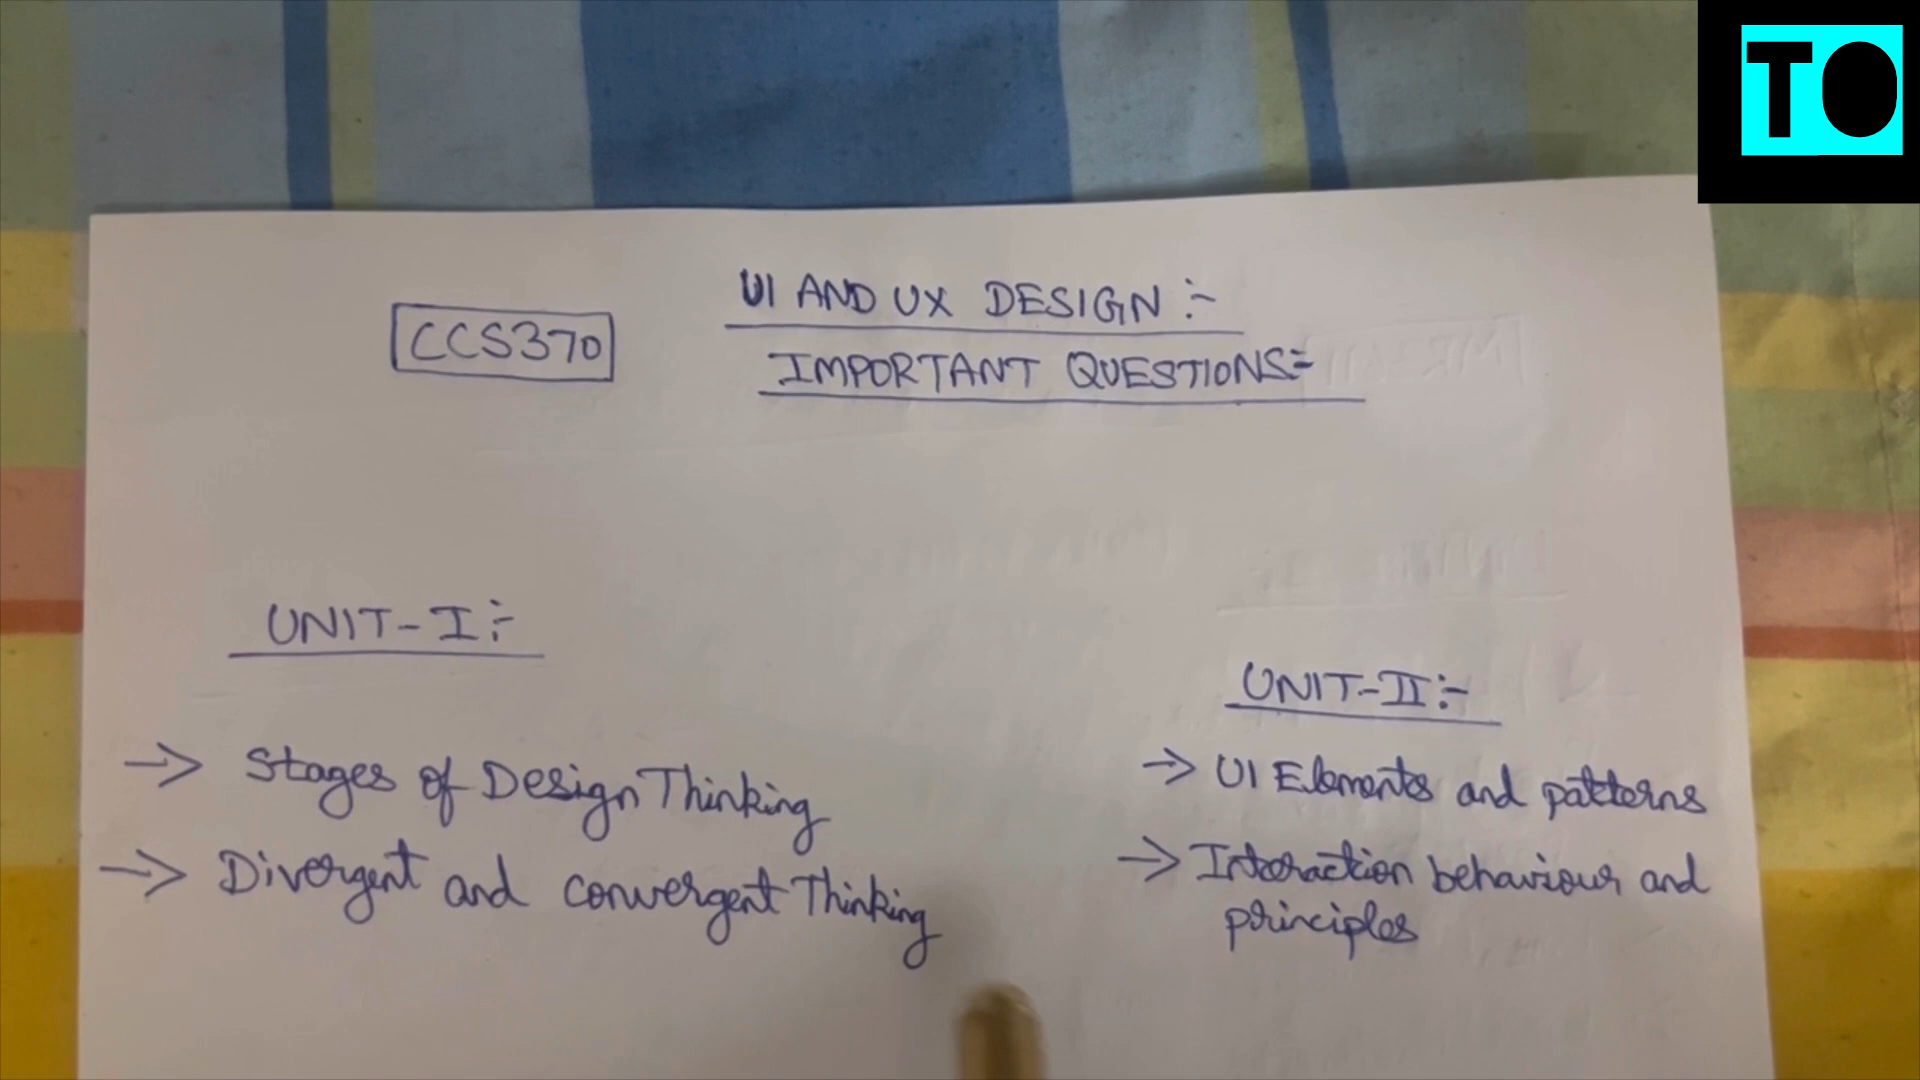 TO
UI AND UX DESIGN :-
CCS370
IMPORTANT QUESTIONS:-
UNIT-I :-
→ Stages of Design Thinking
→ Divergent and convergent Thinking
UNIT-II :-
→ UI Elements and patterns
→ Interaction behaviour and
principles